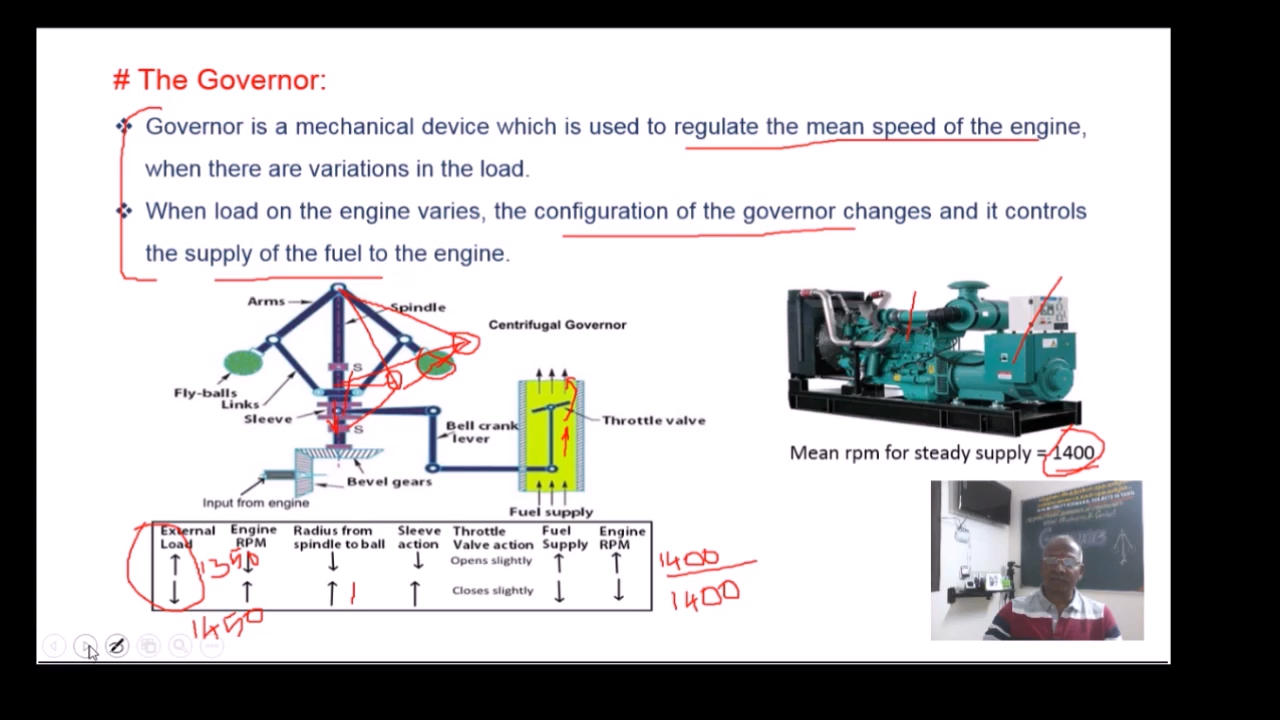 # The Governor:
❖ Governor is a mechanical device which is used to regulate the mean speed of the engine,
when there are variations in the load.
❖ When load on the engine varies, the configuration of the governor changes and it controls
the supply of the fuel to the engine.
Arms
Spindle
Centrifugal Governor
S
Fly-balls
Links
Sleeve
S
Bell crank
lever
Throttle valve
Bevel gears
Input from engine
Fuel supply
Mean rpm for steady supply = 1400
External Engine Radius from Sleeve Throttle Fuel Engine
Load RPM spindle to ball action Valve action Supply RPM
↑ ↓ ↓ ↓ Opens slightly ↑ ↑
1350
1400
↓ ↑ ↑ ↑ Closes slightly ↓ ↓
1450
1400